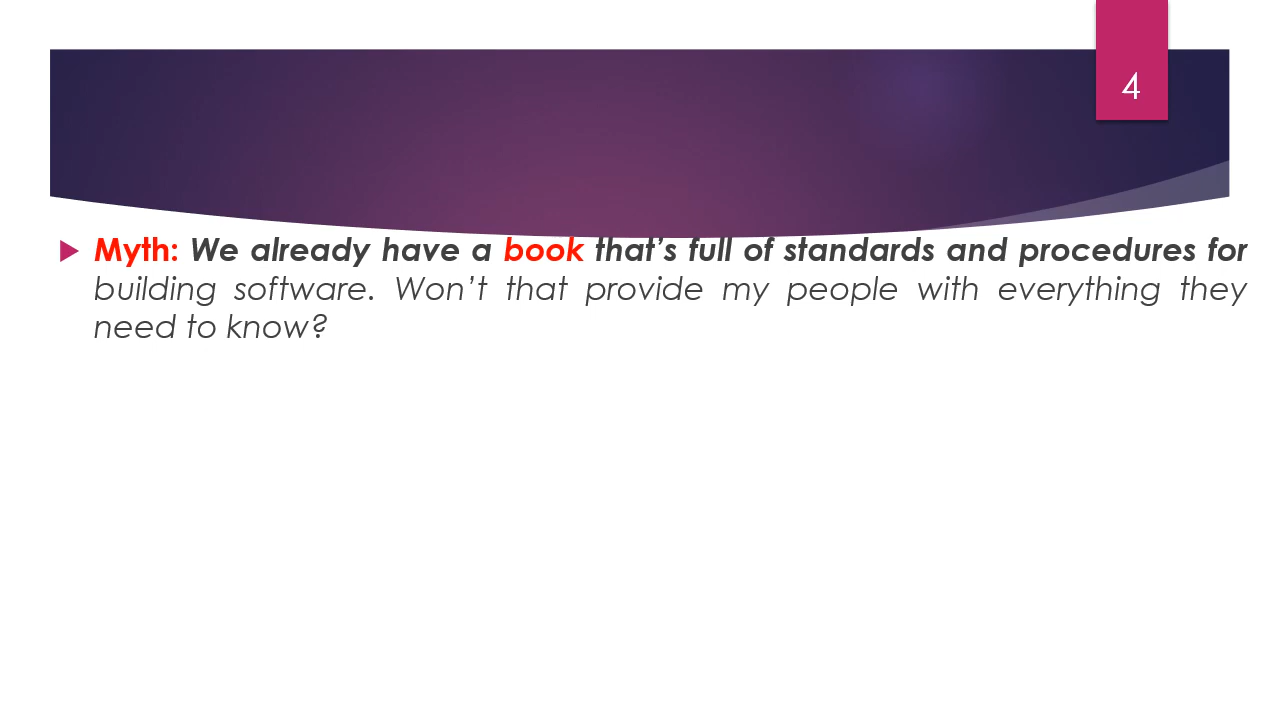 4
Myth: We already have a book that’s full of standards and procedures for
building software. Won’t that provide my people with everything they
need to know?